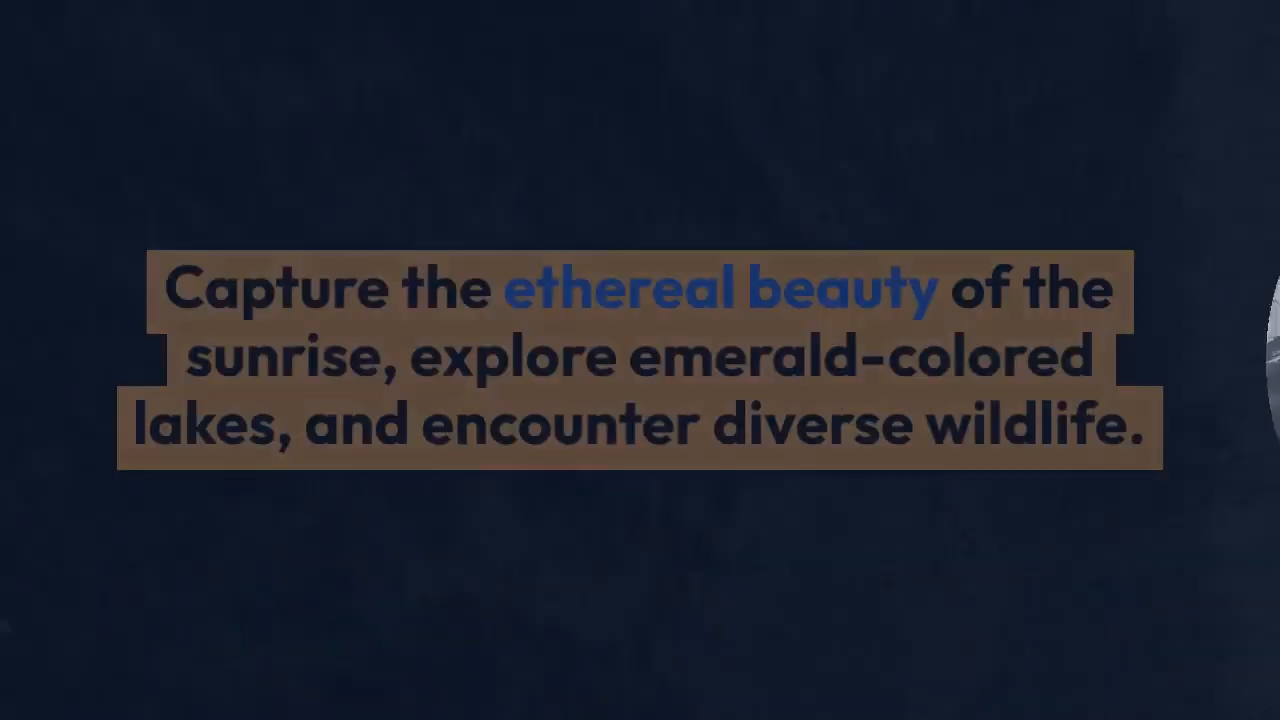 Capture the ethereal beauty of the
sunrise, explore emerald-colored
lakes, and encounter diverse wildlife.